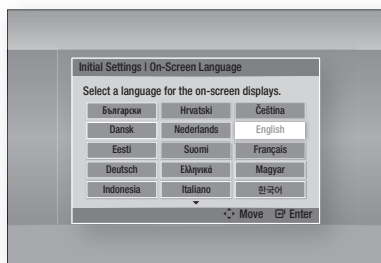 Initial Settings | On-Screen Language
Select a language for the on-screen displays.
Български Hrvatski Čeština
Dansk Nederlands English
Eesti Suomi Français
Deutsch Ελληνικά Magyar
Indonesia Italiano 한국어
Move Enter